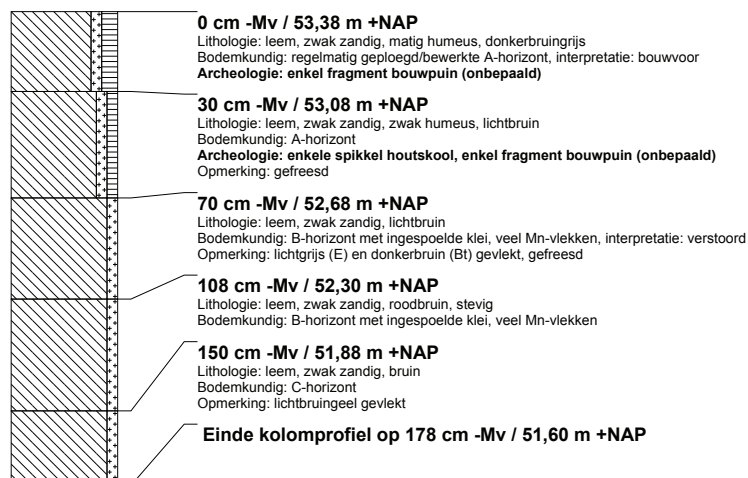 0 cm -Mv / 53,38 m +NAP
Lithologie: leem, zwak zandig, matig humeus, donkerbruingrijs
Bodemkundig: regelmatig geploegd/bewerkte A-horizont, interpretatie: bouwvoor
Archeologie: enkel fragment bouwpuin (onbepaald)
30 cm -Mv / 53,08 m +NAP
Lithologie: leem, zwak zandig, zwak humeus, lichtbruin
Bodemkundig: A-horizont
Archeologie: enkele spikkel houtskool, enkel fragment bouwpuin (onbepaald)
Opmerking: gefreesd
70 cm -Mv / 52,68 m +NAP
Lithologie: leem, zwak zandig, lichtbruin
Bodemkundig: B-horizont met ingespoelde klei, veel Mn-vlekken, interpretatie: verstoord
Opmerking: lichtgrijs (E) en donkerbruin (Bt) gevlekt, gefreesd
108 cm -Mv / 52,30 m +NAP
Lithologie: leem, zwak zandig, roodbruin, stevig
Bodemkundig: B-horizont met ingespoelde klei, veel Mn-vlekken
150 cm -Mv / 51,88 m +NAP
Lithologie: leem, zwak zandig, bruin
Bodemkundig: C-horizont
Opmerking: lichtbruingeel gevlekt
Einde kolomprofiel op 178 cm -Mv / 51,60 m +NAP